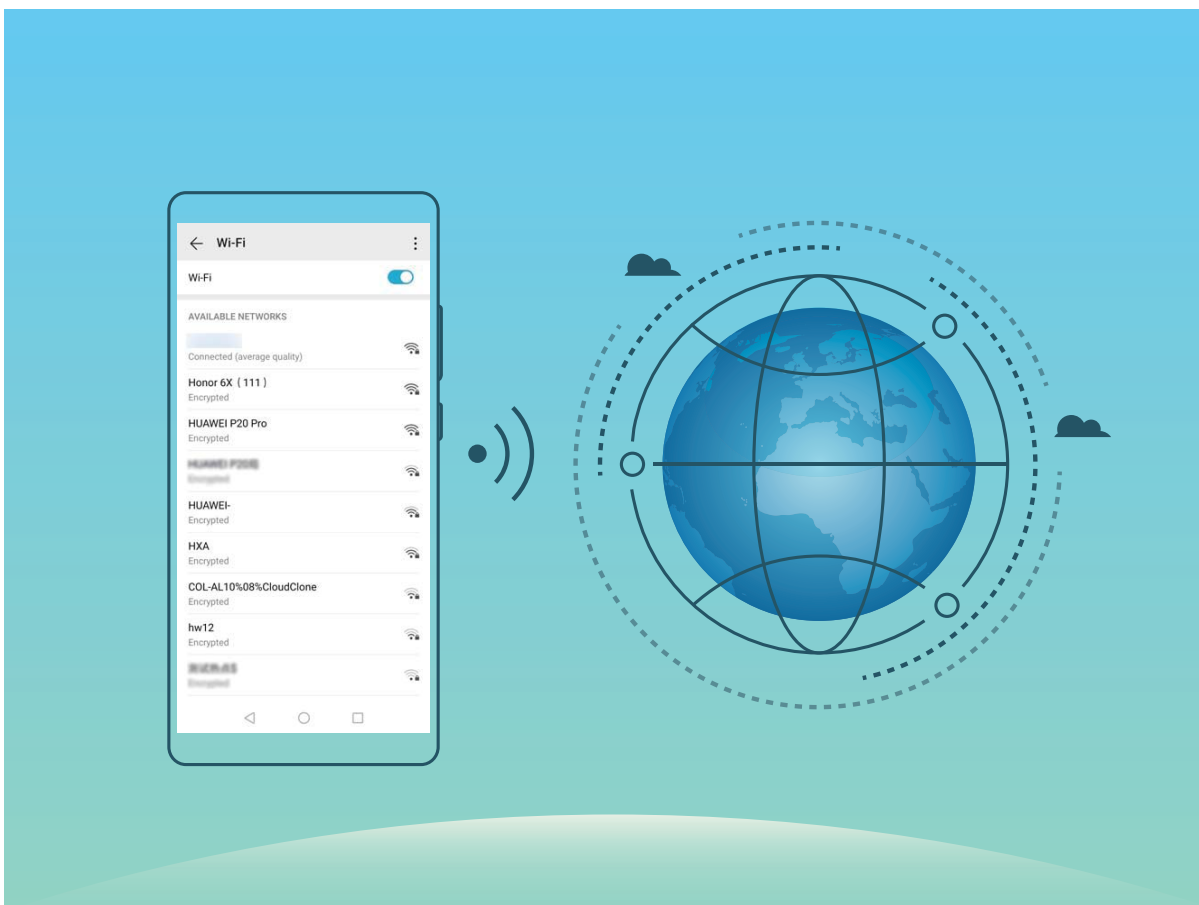 Wi-Fi
Wi-Fi
AVAILABLE NETWORKS
Connected (average quality)
Honor 6X ( 111 )
Encrypted
HUAWEI P20 Pro
Encrypted
HUAWEI-
Encrypted
HXA
Encrypted
COL-AL10%08%CloudClone
Encrypted
hw12
Encrypted